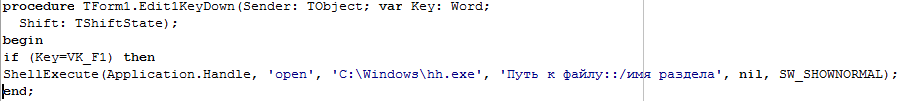 procedure TForm1.Edit1KeyDown(Sender: TObject; var Key: Word;
  Shift: TShiftState);
begin
if (Key=VK_F1) then
ShellExecute(Application.Handle, 'open', 'C:\Windows\hh.exe', 'Путь к файлу::/имя раздела', nil, SW_SHOWNORMAL);
end;